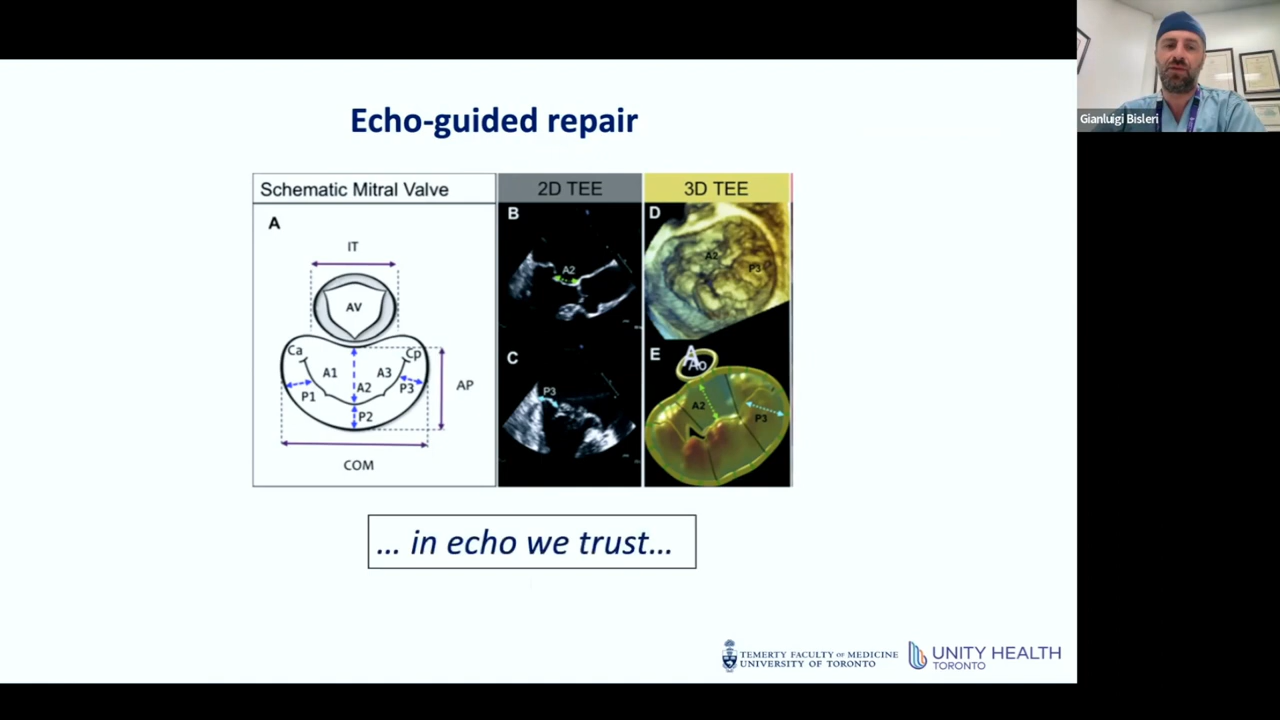 Echo-guided repair
Gianluigi Bisleri
Schematic Mitral Valve
2D TEE
3D TEE
A
IT
AV
Ca
Cp
A1
A3
A2
P1
P3
P2
AP
COM
B
A2
C
P3
D
A2
P3
E
A
Ao
A2
P3
... in echo we trust...
TEMERTY FACULTY OF MEDICINE
UNIVERSITY OF TORONTO
UNITY HEALTH
TORONTO